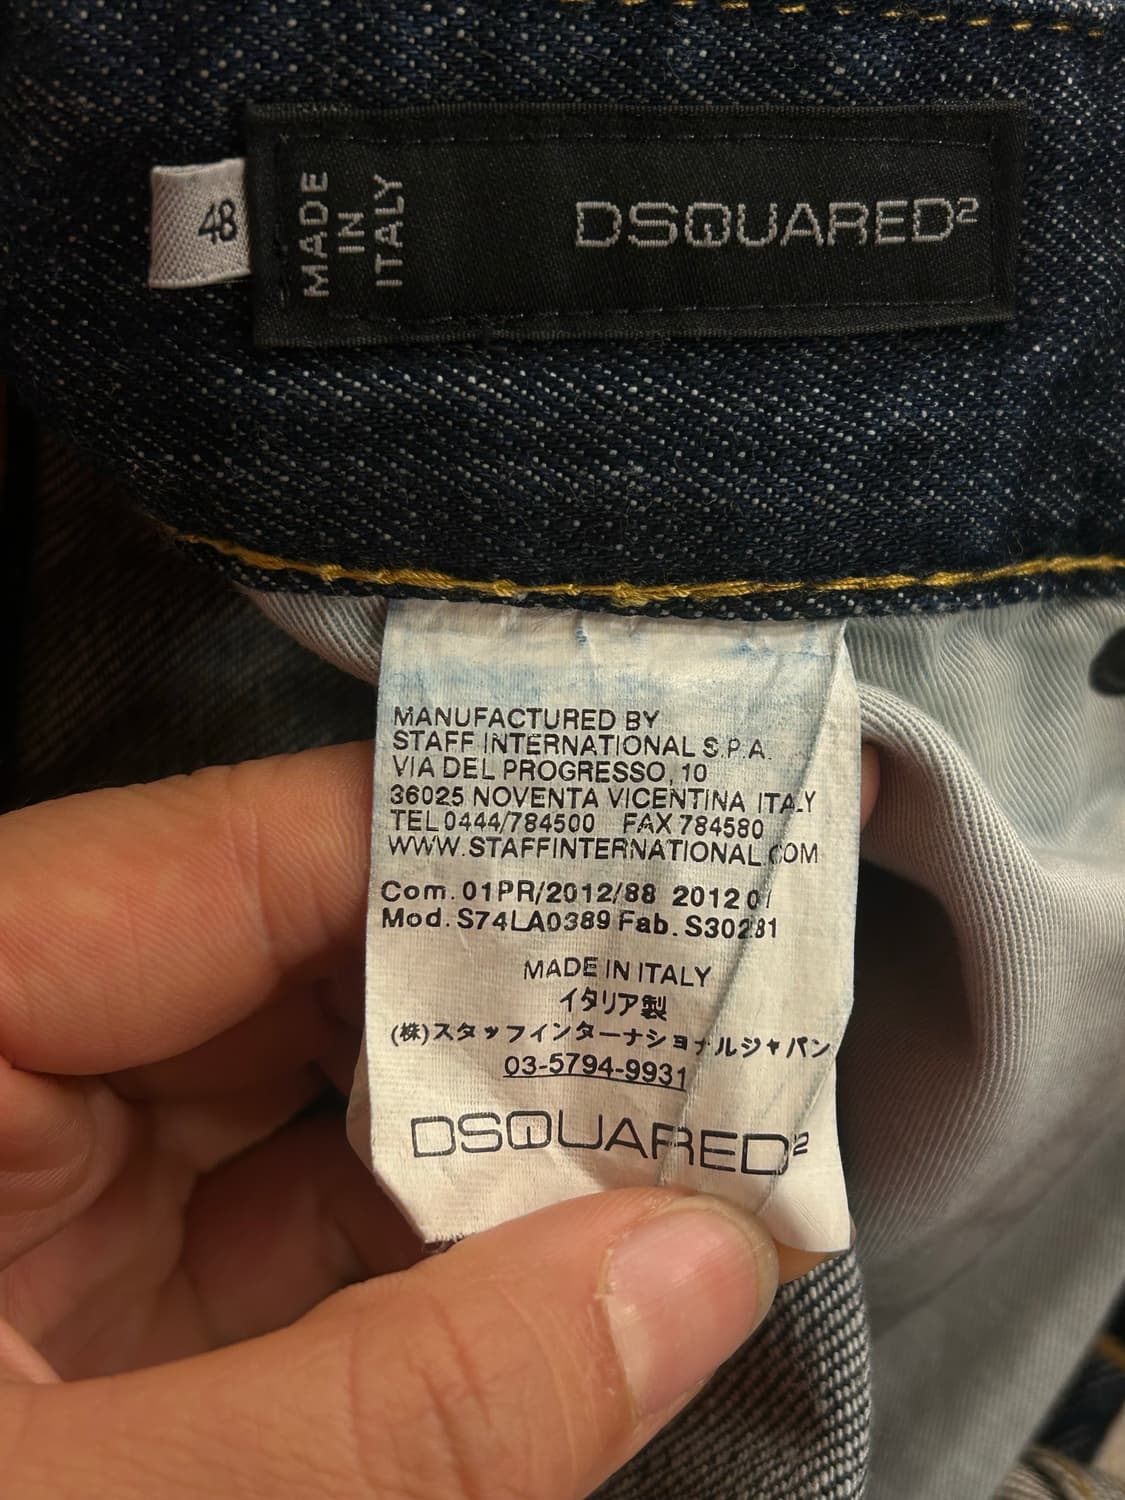 48
MADE
IN
ITALY
DSQUARED²
MANUFACTURED BY
STAFF INTERNATIONAL S.P.A.
VIA DEL PROGRESSO, 10
36025 NOVENTA VICENTINA ITALY
TEL 0444/784500 FAX 784580
WWW.STAFFINTERNATIONAL.COM
Com. 01PR/2012/88 2012
Mod. S74LA0389 Fab. S30281
MADE IN ITALY
イタリア製
(株)スタッフインターナショナルジャパン
03-5794-9931
DSQUARED²